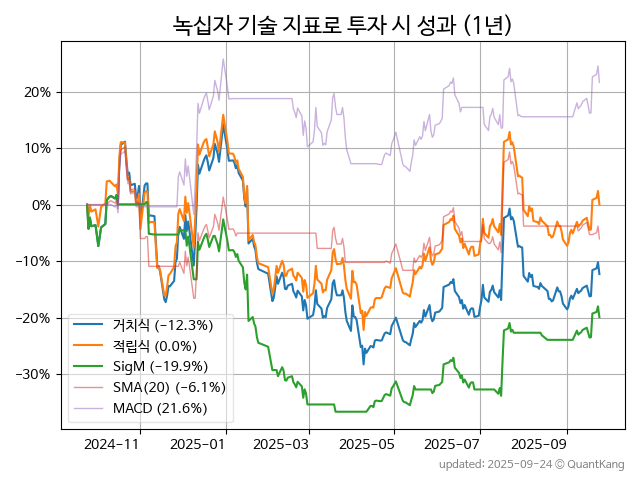 녹십자 기술 지표로 투자 시 성과 (1년)
20%
10%
0%
−10%
−20%
−30%
거치식 (−12.3%)
적립식 (0.0%)
SigM (−19.9%)
SMA(20) (−6.1%)
MACD (21.6%)
2024-11
2025-01
2025-03
2025-05
2025-07
2025-09
updated: 2025-09-24 © QuantKang